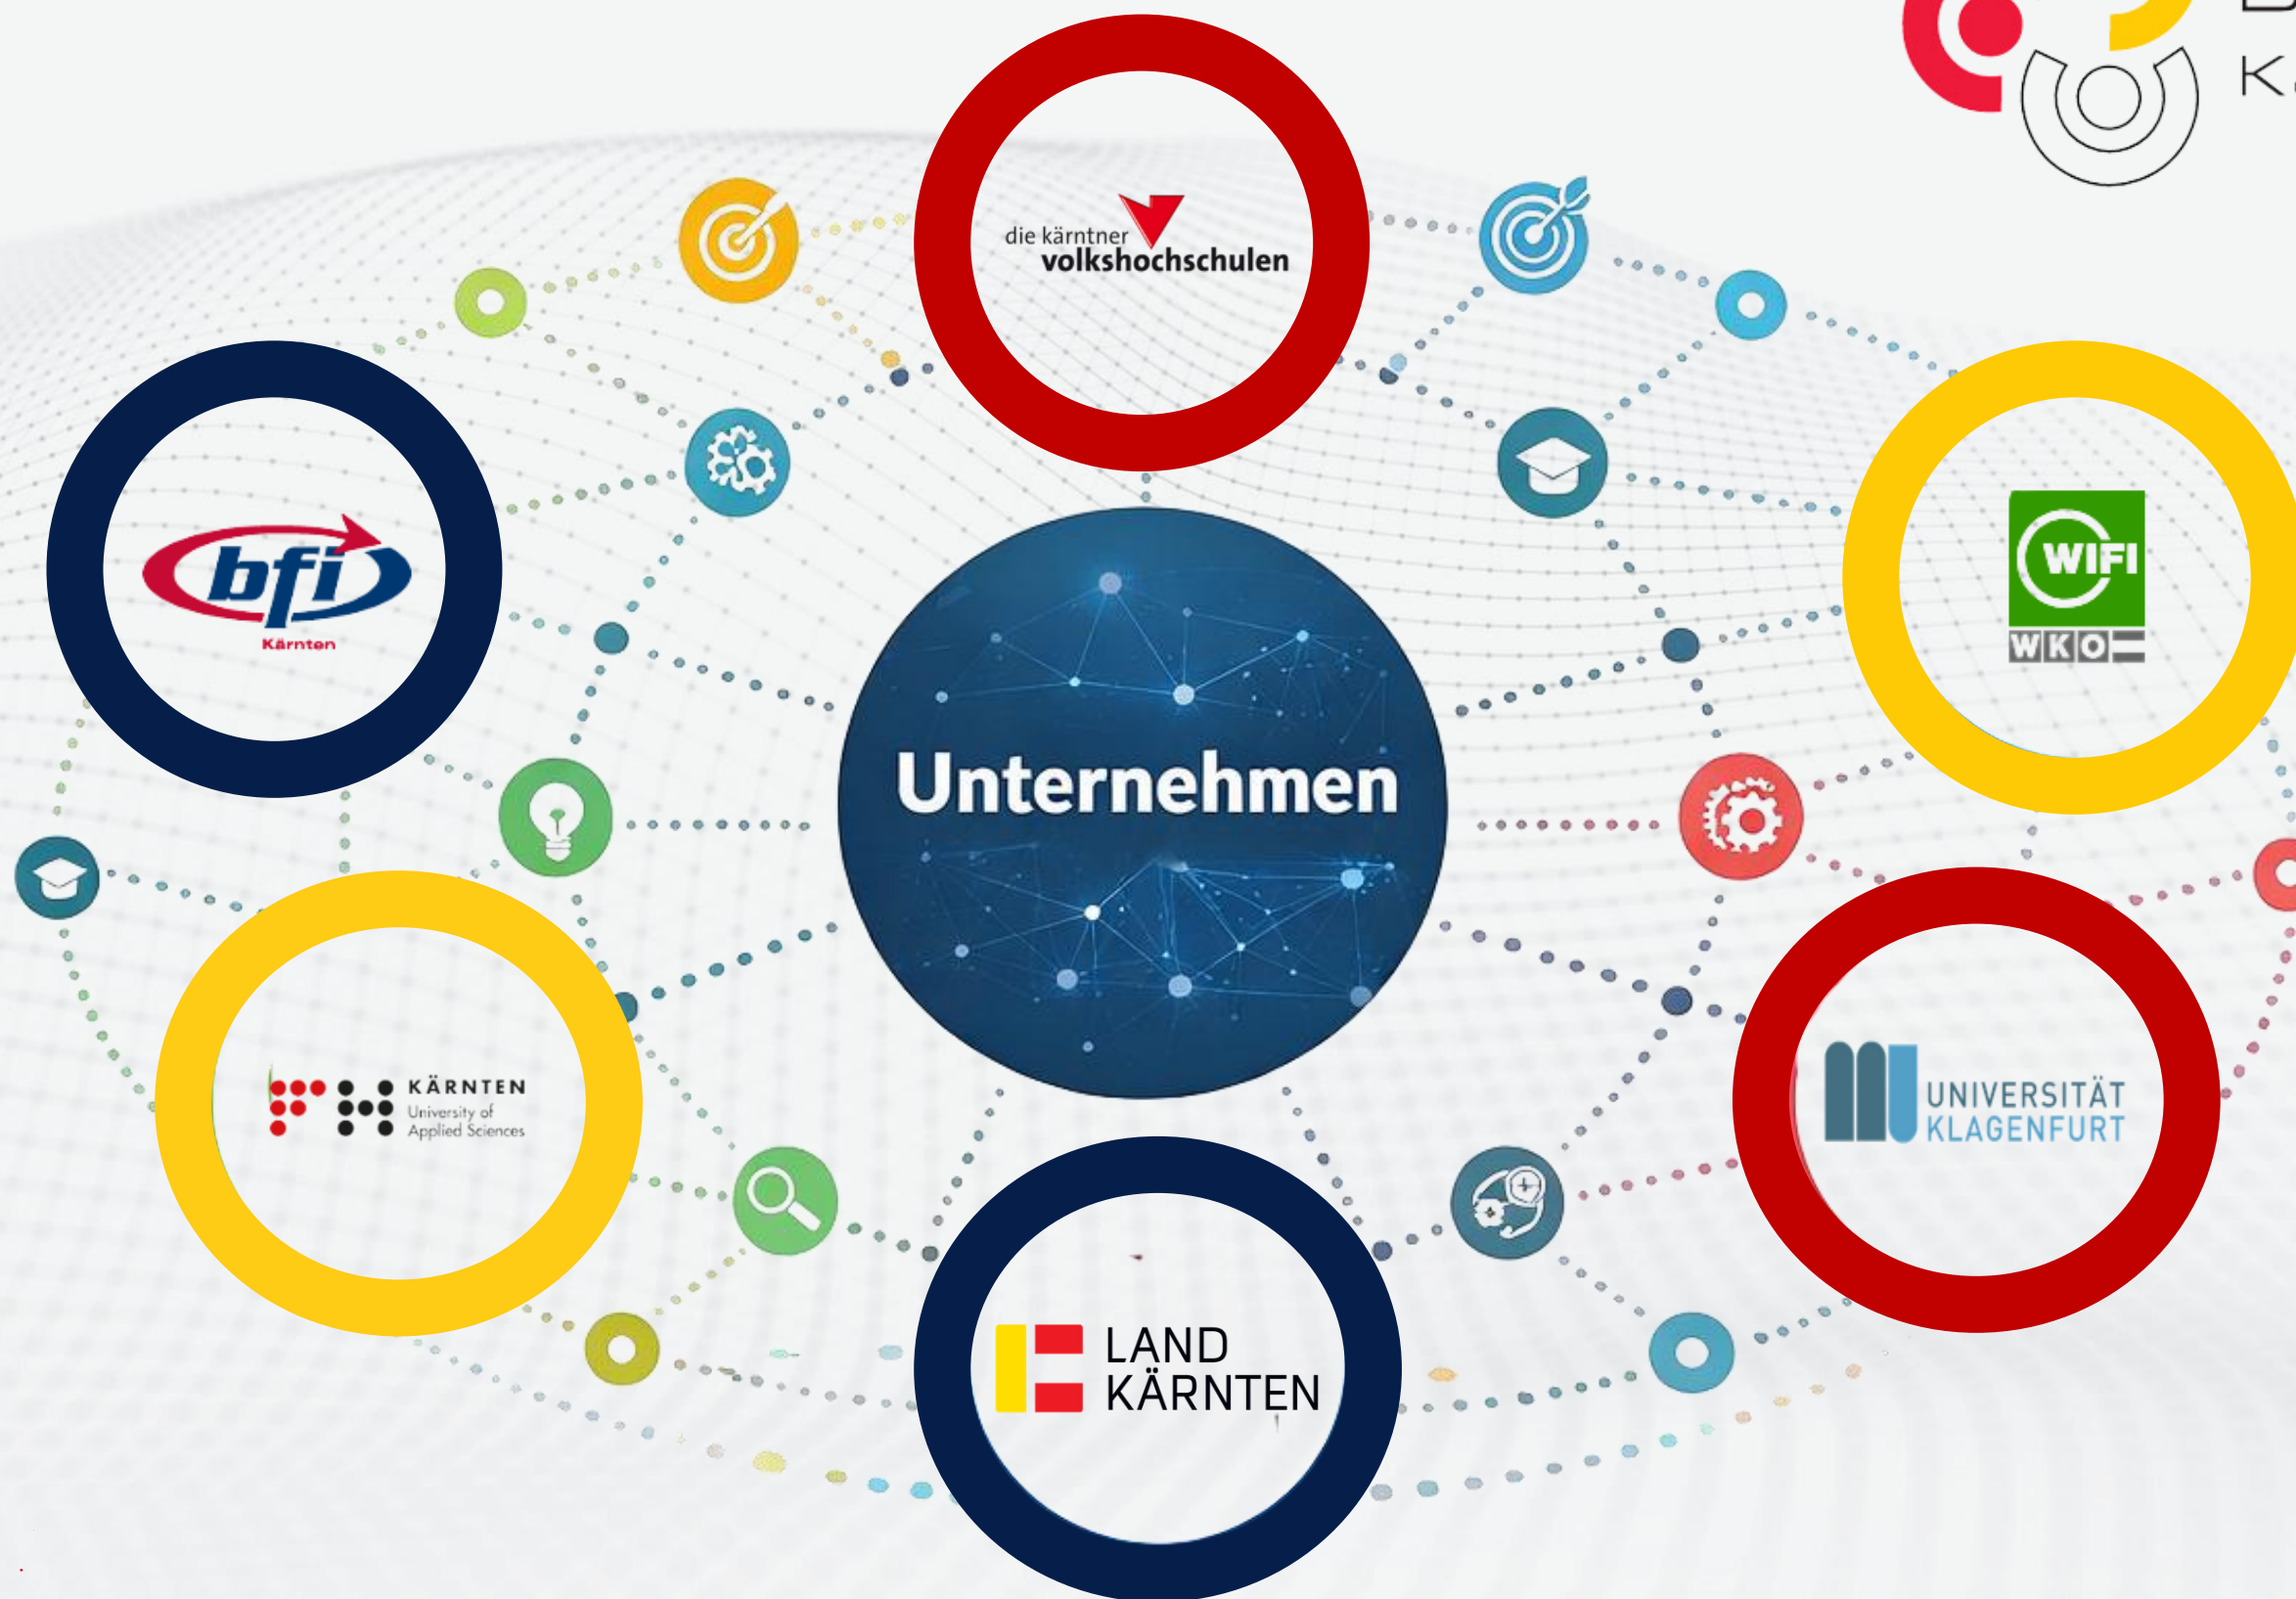 die kärntner
volkshochschulen
bfi
Kärnten
WIFI
WKO
Unternehmen
KÄRNTEN
University of
Applied Sciences
UNIVERSITÄT
KLAGENFURT
LAND
KÄRNTEN